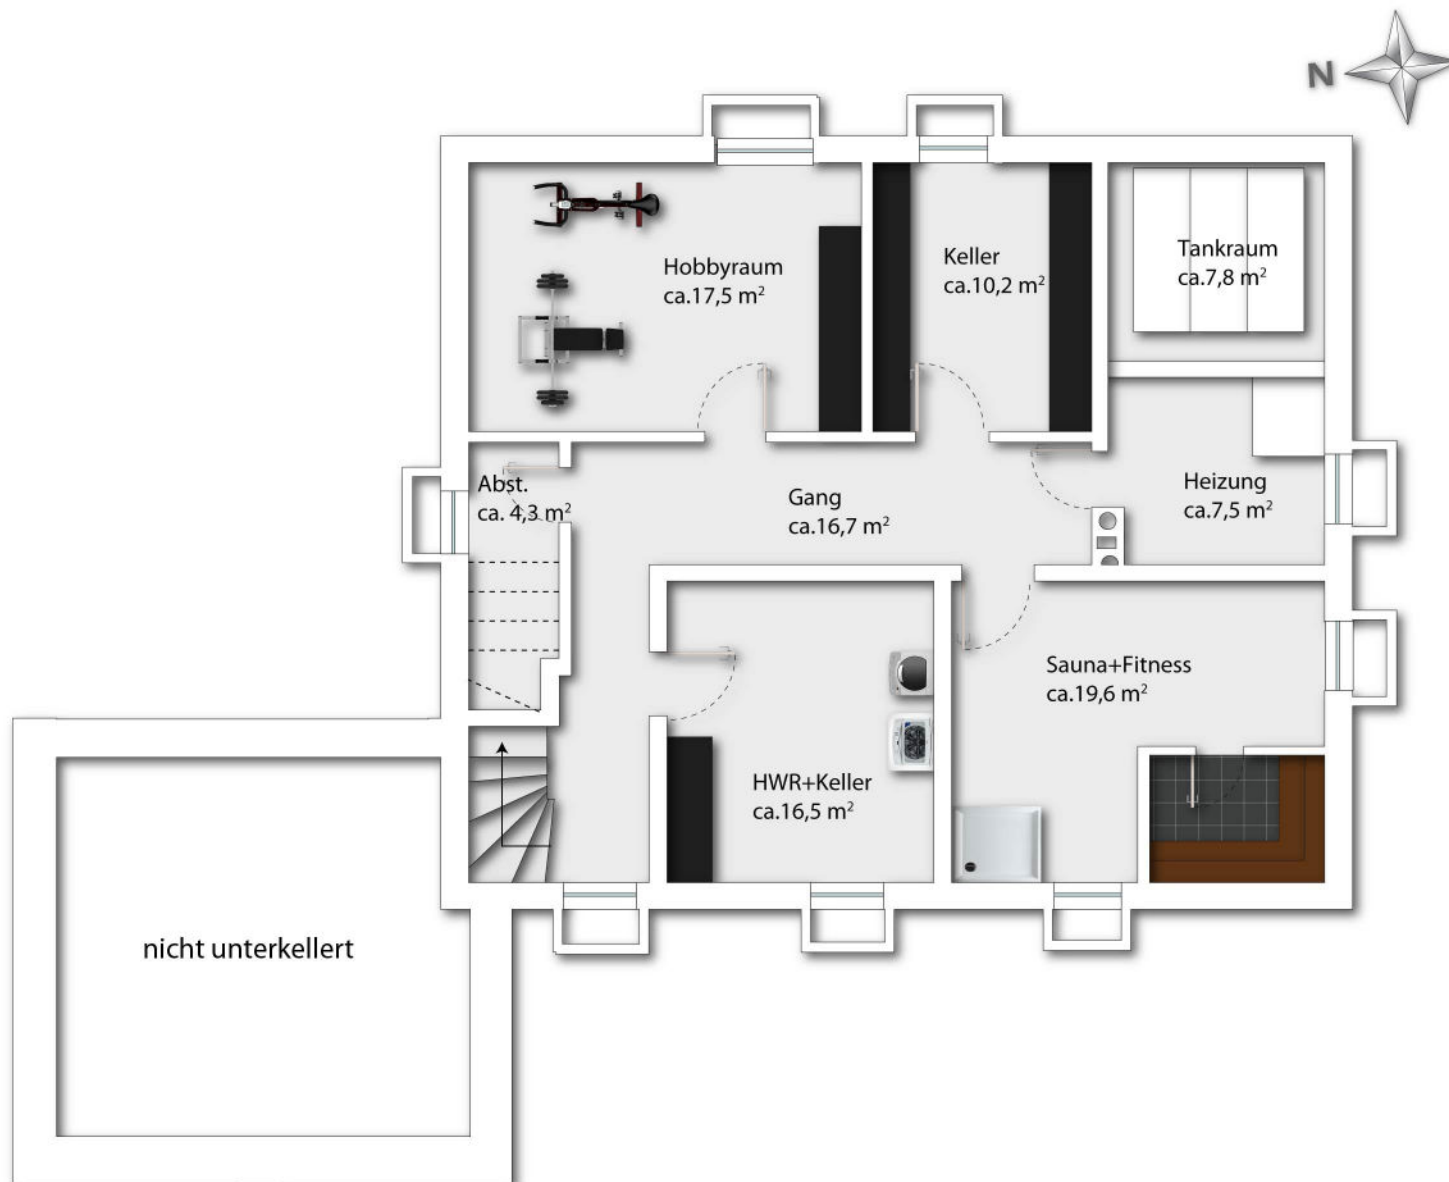 N
Hobbyraum
ca.17,5 m²
Keller
ca.10,2 m²
Tankraum
ca.7,8 m²
Abst.
ca. 4,3 m²
Gang
ca.16,7 m²
Heizung
ca.7,5 m²
Sauna+Fitness
ca.19,6 m²
HWR+Keller
ca.16,5 m²
nicht unterkellert